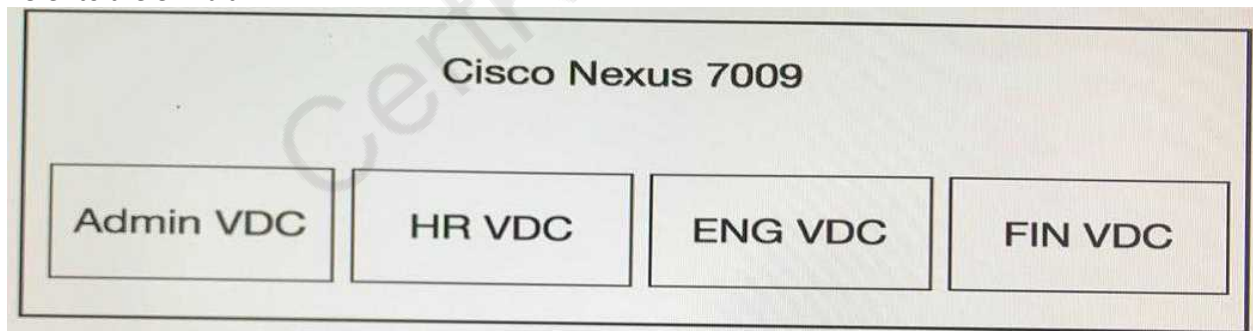 Cisco Nexus 7009
Admin VDC
HR VDC
ENG VDC
FIN VDC